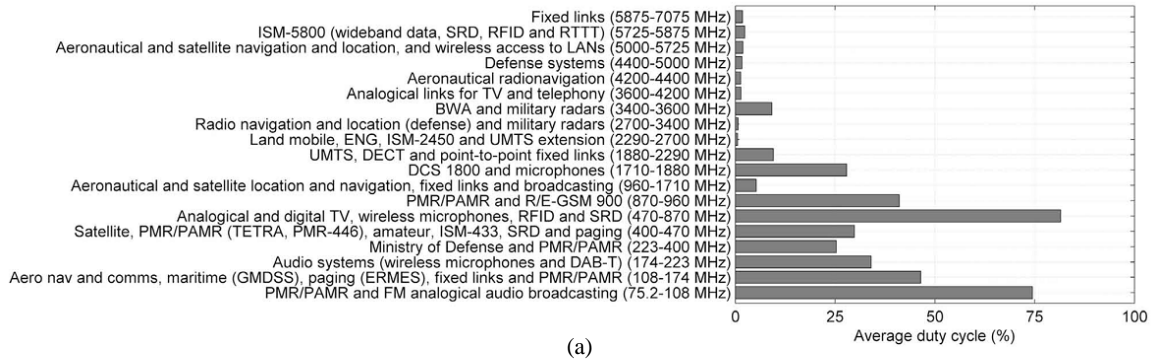 Fixed links (5875-7075 MHz)
ISM-5800 (wideband data, SRD, RFID and RTTT) (5725-5875 MHz)
Aeronautical and satellite navigation and location, and wireless access to LANs (5000-5725 MHz)
Defense systems (4400-5000 MHz)
Aeronautical radionavigation (4200-4400 MHz)
Analogical links for TV and telephony (3600-4200 MHz)
BWA and military radars (3400-3600 MHz)
Radio navigation and location (defense) and military radars (2700-3400 MHz)
Land mobile, ENG, ISM-2450 and UMTS extension (2290-2700 MHz)
UMTS, DECT and point-to-point fixed links (1880-2290 MHz)
DCS 1800 and microphones (1710-1880 MHz)
Aeronautical and satellite location and navigation, fixed links and broadcasting (960-1710 MHz)
PMR/PAMR and R/E-GSM 900 (870-960 MHz)
Analogical and digital TV, wireless microphones, RFID and SRD (470-870 MHz)
Satellite, PMR/PAMR (TETRA, PMR-446), amateur, ISM-433, SRD and paging (400-470 MHz)
Ministry of Defense and PMR/PAMR (223-400 MHz)
Audio systems (wireless microphones and DAB-T) (174-223 MHz)
Aero nav and comms, maritime (GMDSS), paging (ERMES), fixed links and PMR/PAMR (108-174 MHz)
PMR/PAMR and FM analogical audio broadcasting (75.2-108 MHz)
0 25 50 75 100
Average duty cycle (%)
(a)